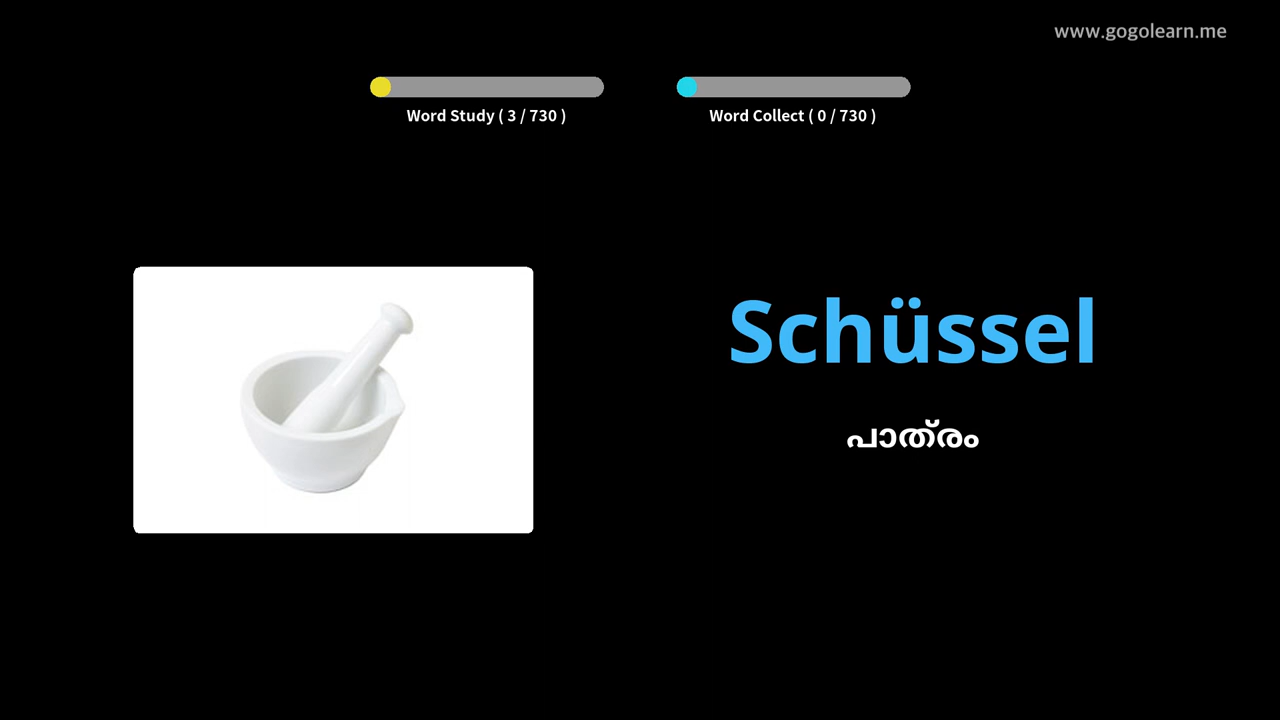 www.gogolearn.me
Word Study ( 3 / 730 )
Word Collect ( 0 / 730 )
Schüssel
പാത്രം